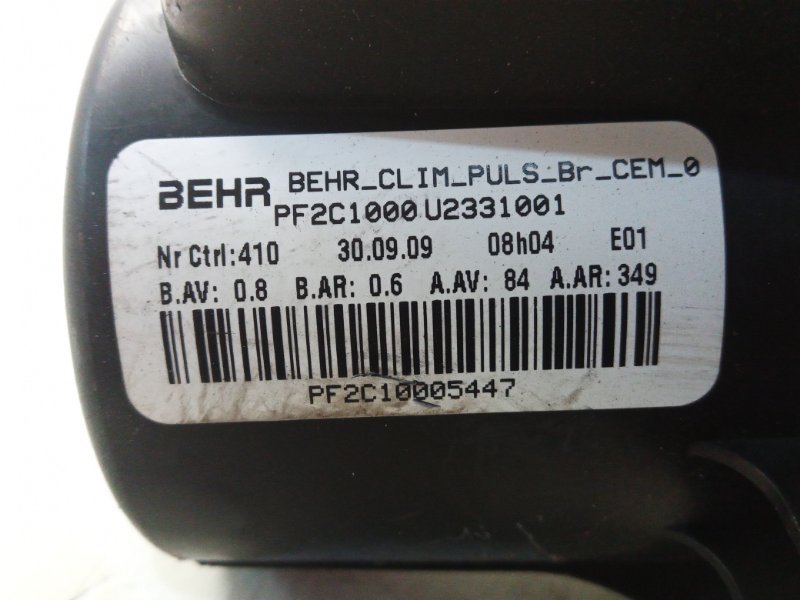 BEHR BEHR_CLIM_PULS_Br_CEM_0
PF2C1000 U2331001
Nr Ctrl:410 30.09.09 08h04 E01
B.AV: 0.8 B.AR: 0.6 A.AV: 84 A.AR: 349
PF2C10005447